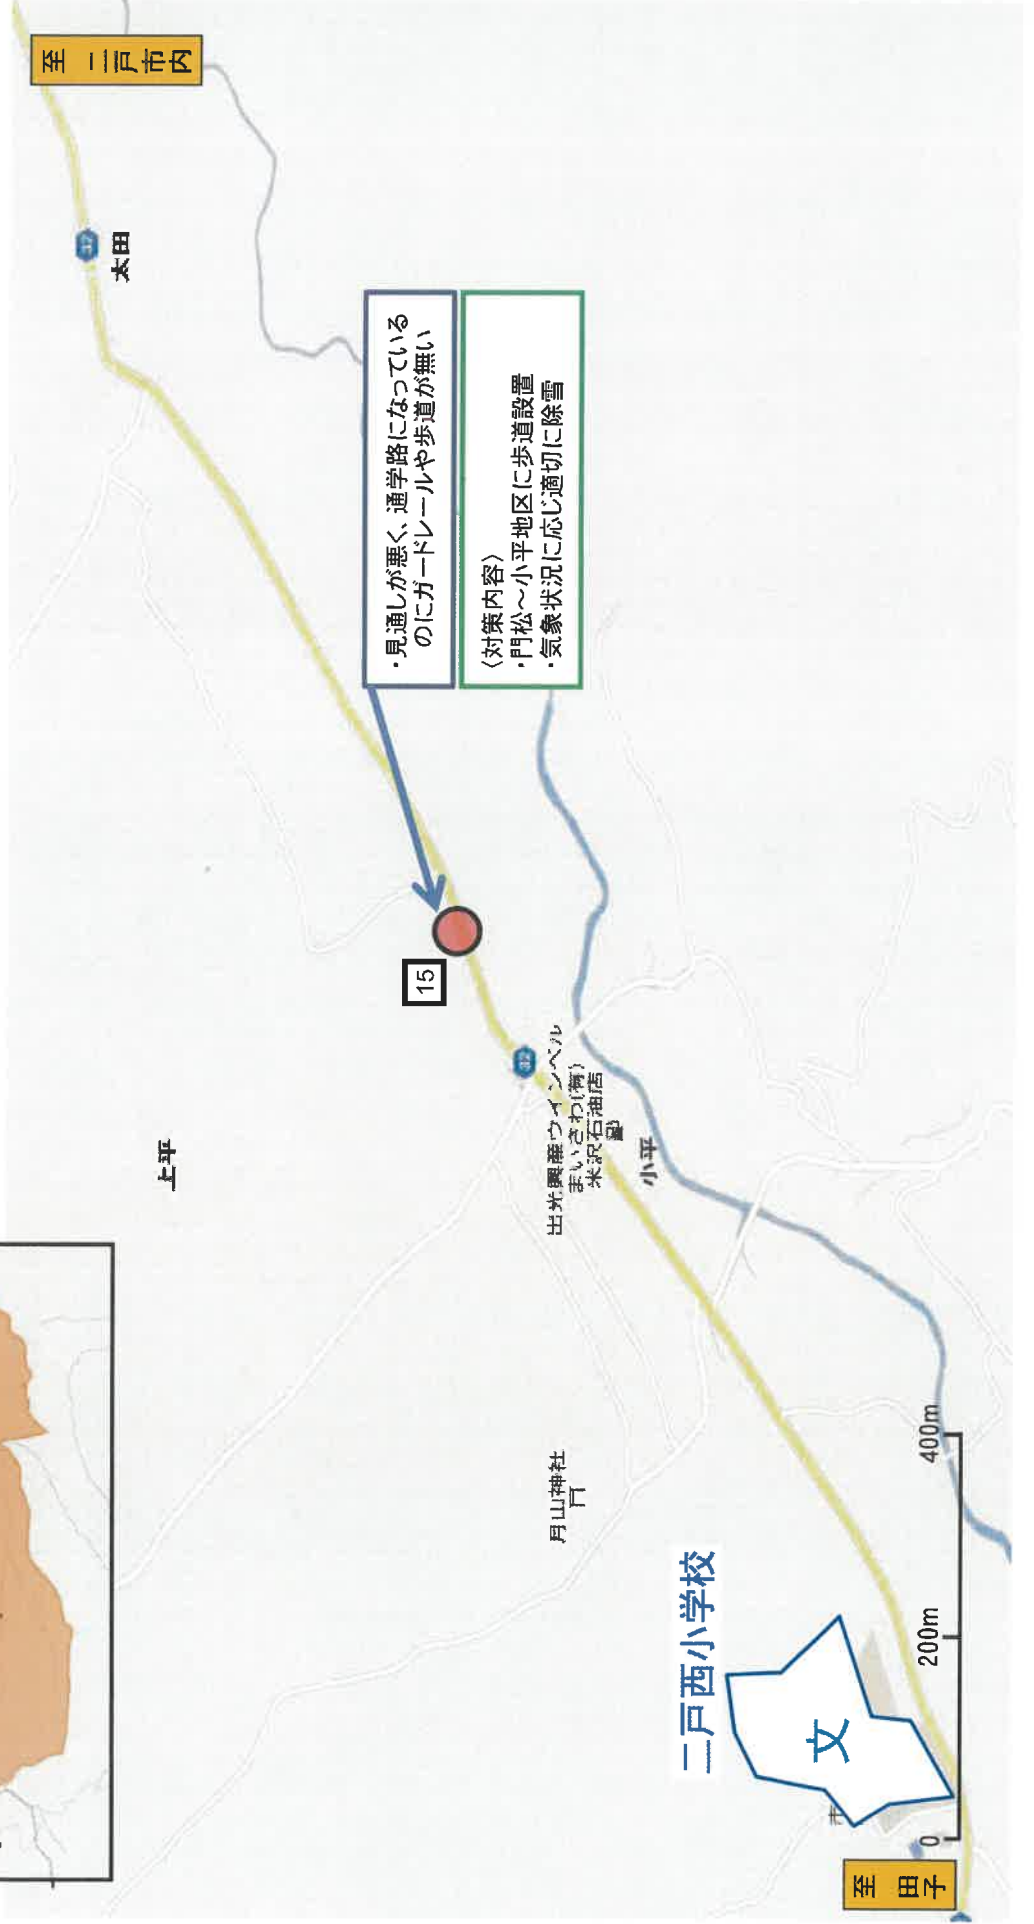 至 二戸市内
32
太田
・見通しが悪く、通学路になっている
のにガードレールや歩道が無い
〈対策内容〉
・門松～小平地区に歩道設置
・気象状況に応じ適切に除雪
15
32
上平
出光興産ウインベル
まいさわ(有)
米沢石油店
小平
月山神社
二戸西小学校
文
市
0
200m
400m
至 田子